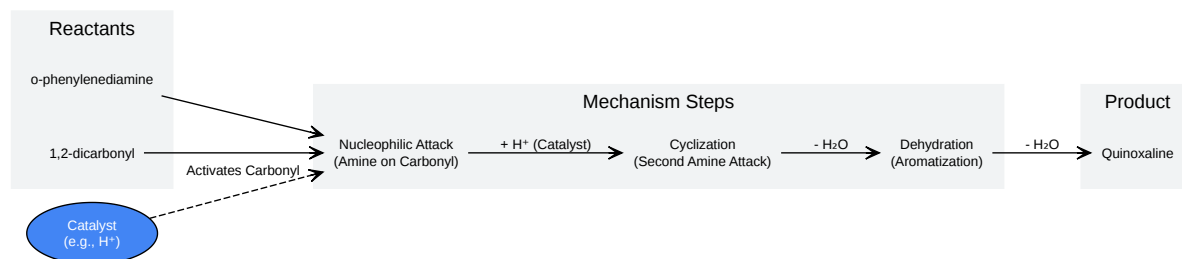 Reactants
o-phenylenediamine
1,2-dicarbonyl
Activates Carbonyl
Catalyst
(e.g., H⁺)
Mechanism Steps
Nucleophilic Attack
(Amine on Carbonyl)
+ H⁺ (Catalyst)
Cyclization
(Second Amine Attack)
- H₂O
Dehydration
(Aromatization)
- H₂O
Product
Quinoxaline